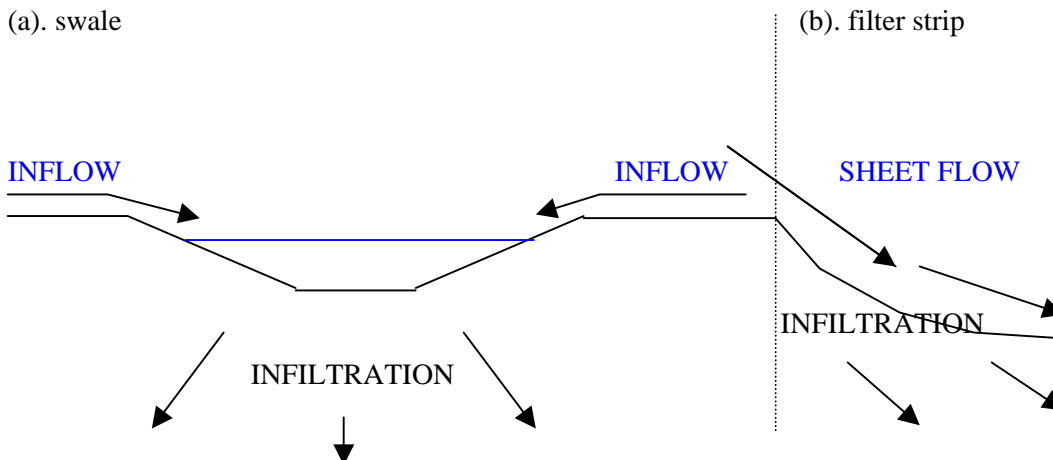 (a). swale
(b). filter strip
INFLOW
INFLOW
SHEET FLOW
INFILTRATION
INFILTRATION